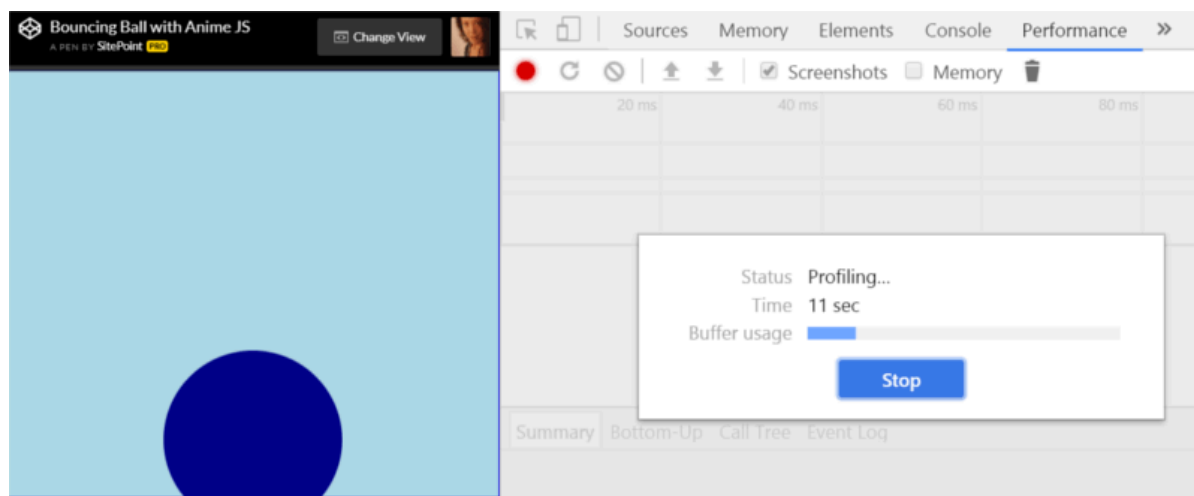 Bouncing Ball with Anime JS
A PEN BY SitePoint PRO
Change View
Sources Memory Elements Console Performance »
Screenshots Memory
20 ms 40 ms 60 ms 80 ms
Status Profiling...
Time 11 sec
Buffer usage
Stop
Summary Bottom-Up Call Tree Event Log